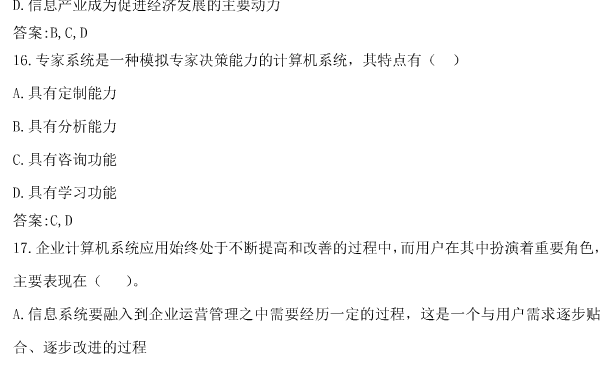 D.信息产业成为促进经济发展的主要动力
答案:B,C,D
16.专家系统是一种模拟专家决策能力的计算机系统，其特点有（　）
A.具有定制能力
B.具有分析能力
C.具有咨询功能
D.具有学习功能
答案:C,D
17.企业计算机系统应用始终处于不断提高和改善的过程中,而用户在其中扮演着重要角色,
主要表现在（　）。
A.信息系统要融入到企业运营管理之中需要经历一定的过程，这是一个与用户需求逐步贴
合、逐步改进的过程